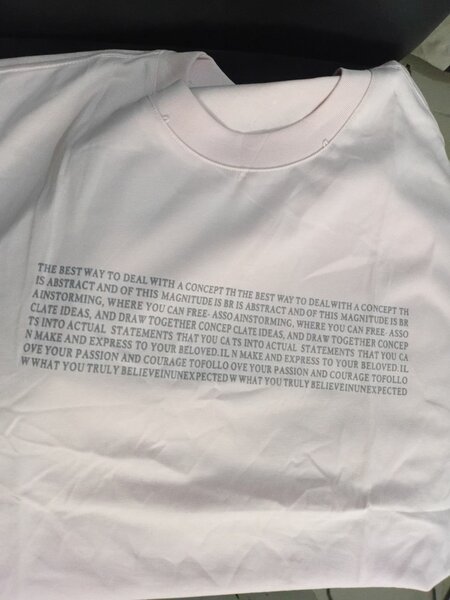 THE BEST WAY TO DEAL WITH A CONCEPT TH THE BEST WAY TO DEAL WITH A CONCEPT TH
IS ABSTRACT AND OF THIS MAGNITUDE IS BR IS ABSTRACT AND OF THIS MAGNITUDE IS BR
AINSTORMING, WHERE YOU CAN FREE- ASSO AINSTORMING, WHERE YOU CAN FREE- ASSO
CLATE IDEAS, AND DRAW TOGETHER CONCEP CLATE IDEAS, AND DRAW TOGETHER CONCEP
TS INTO ACTUAL STATEMENTS THAT YOU CA TS INTO ACTUAL STATEMENTS THAT YOU CA
N MAKE AND EXPRESS TO YOUR BELOVED. IL N MAKE AND EXPRESS TO YOUR BELOVED. IL
OVE YOUR PASSION AND COURAGE TOFOLLO OVE YOUR PASSION AND COURAGE TOFOLLO
W WHAT YOU TRULY BELIEVEINUNEXPECTED W WHAT YOU TRULY BELIEVEINUNEXPECTED